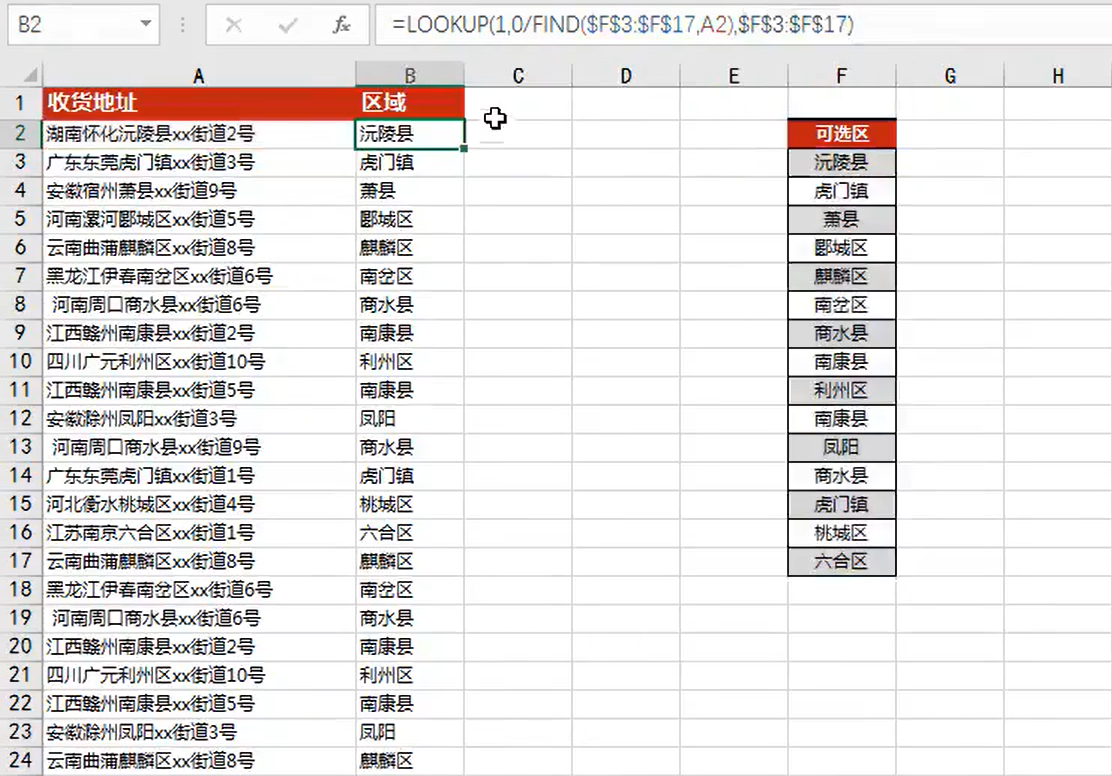 B2 fx =LOOKUP(1,0/FIND($F$3:$F$17,A2),$F$3:$F$17)
A B C D E F G H
1 收货地址 区域
2 湖南怀化沅陵县xx街道2号 沅陵县 可选区
3 广东东莞虎门镇xx街道3号 虎门镇 沅陵县
4 安徽宿州萧县xx街道9号 萧县 虎门镇
5 河南漯河郾城区xx街道5号 郾城区 萧县
6 云南曲蒲麒麟区xx街道8号 麒麟区 郾城区
7 黑龙江伊春南岔区xx街道6号 南岔区 麒麟区
8 河南周口商水县xx街道6号 商水县 南岔区
9 江西赣州南康县xx街道2号 南康县 商水县
10 四川广元利州区xx街道10号 利州区 南康县
11 江西赣州南康县xx街道5号 南康县 利州区
12 安徽滁州凤阳xx街道3号 凤阳 南康县
13 河南周口商水县xx街道9号 商水县 凤阳
14 广东东莞虎门镇xx街道1号 虎门镇 商水县
15 河北衡水桃城区xx街道4号 桃城区 虎门镇
16 江苏南京六合区xx街道1号 六合区 桃城区
17 云南曲蒲麒麟区xx街道8号 麒麟区 六合区
18 黑龙江伊春南岔区xx街道6号 南岔区
19 河南周口商水县xx街道6号 商水县
20 江西赣州南康县xx街道2号 南康县
21 四川广元利州区xx街道10号 利州区
22 江西赣州南康县xx街道5号 南康县
23 安徽滁州凤阳xx街道3号 凤阳
24 云南曲蒲麒麟区xx街道8号 麒麟区